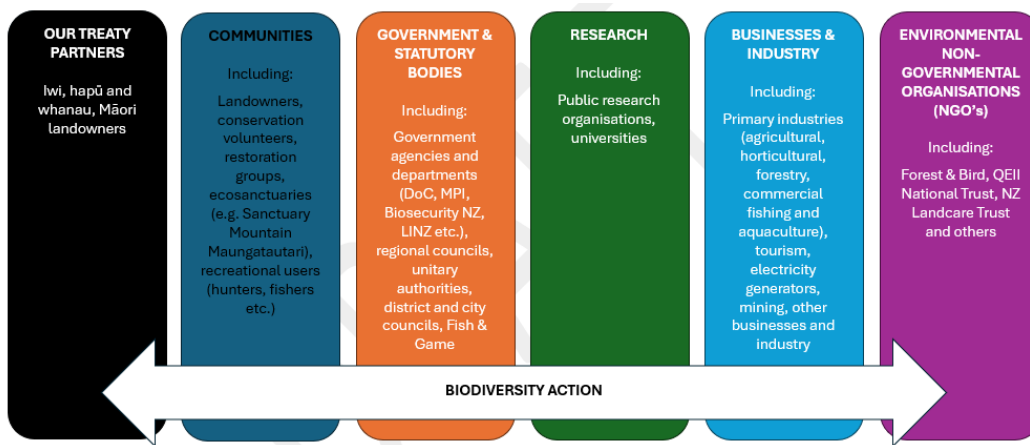 OUR TREATY
PARTNERS
Iwi, hapū and
whanau, Māori
landowners
COMMUNITIES
Including:
Landowners,
conservation
volunteers,
restoration
groups,
ecosanctuaries
(e.g. Sanctuary
Mountain
Maungatautari),
recreational users
(hunters, fishers
etc.)
GOVERNMENT &
STATUTORY
BODIES
Including:
Government
agencies and
departments
(DoC, MPI,
Biosecurity NZ,
LINZ etc.),
regional councils,
unitary
authorities,
district and city
councils, Fish &
Game
RESEARCH
Including:
Public research
organisations,
universities
BUSINESSES &
INDUSTRY
Including:
Primary industries
(agricultural,
horticultural,
forestry,
commercial
fishing and
aquaculture),
tourism,
electricity
generators,
mining, other
businesses and
industry
ENVIRONMENTAL
NON-
GOVERNMENTAL
ORGANISATIONS
(NGO’s)
Including:
Forest & Bird, QEII
National Trust, NZ
Landcare Trust
and others
BIODIVERSITY ACTION